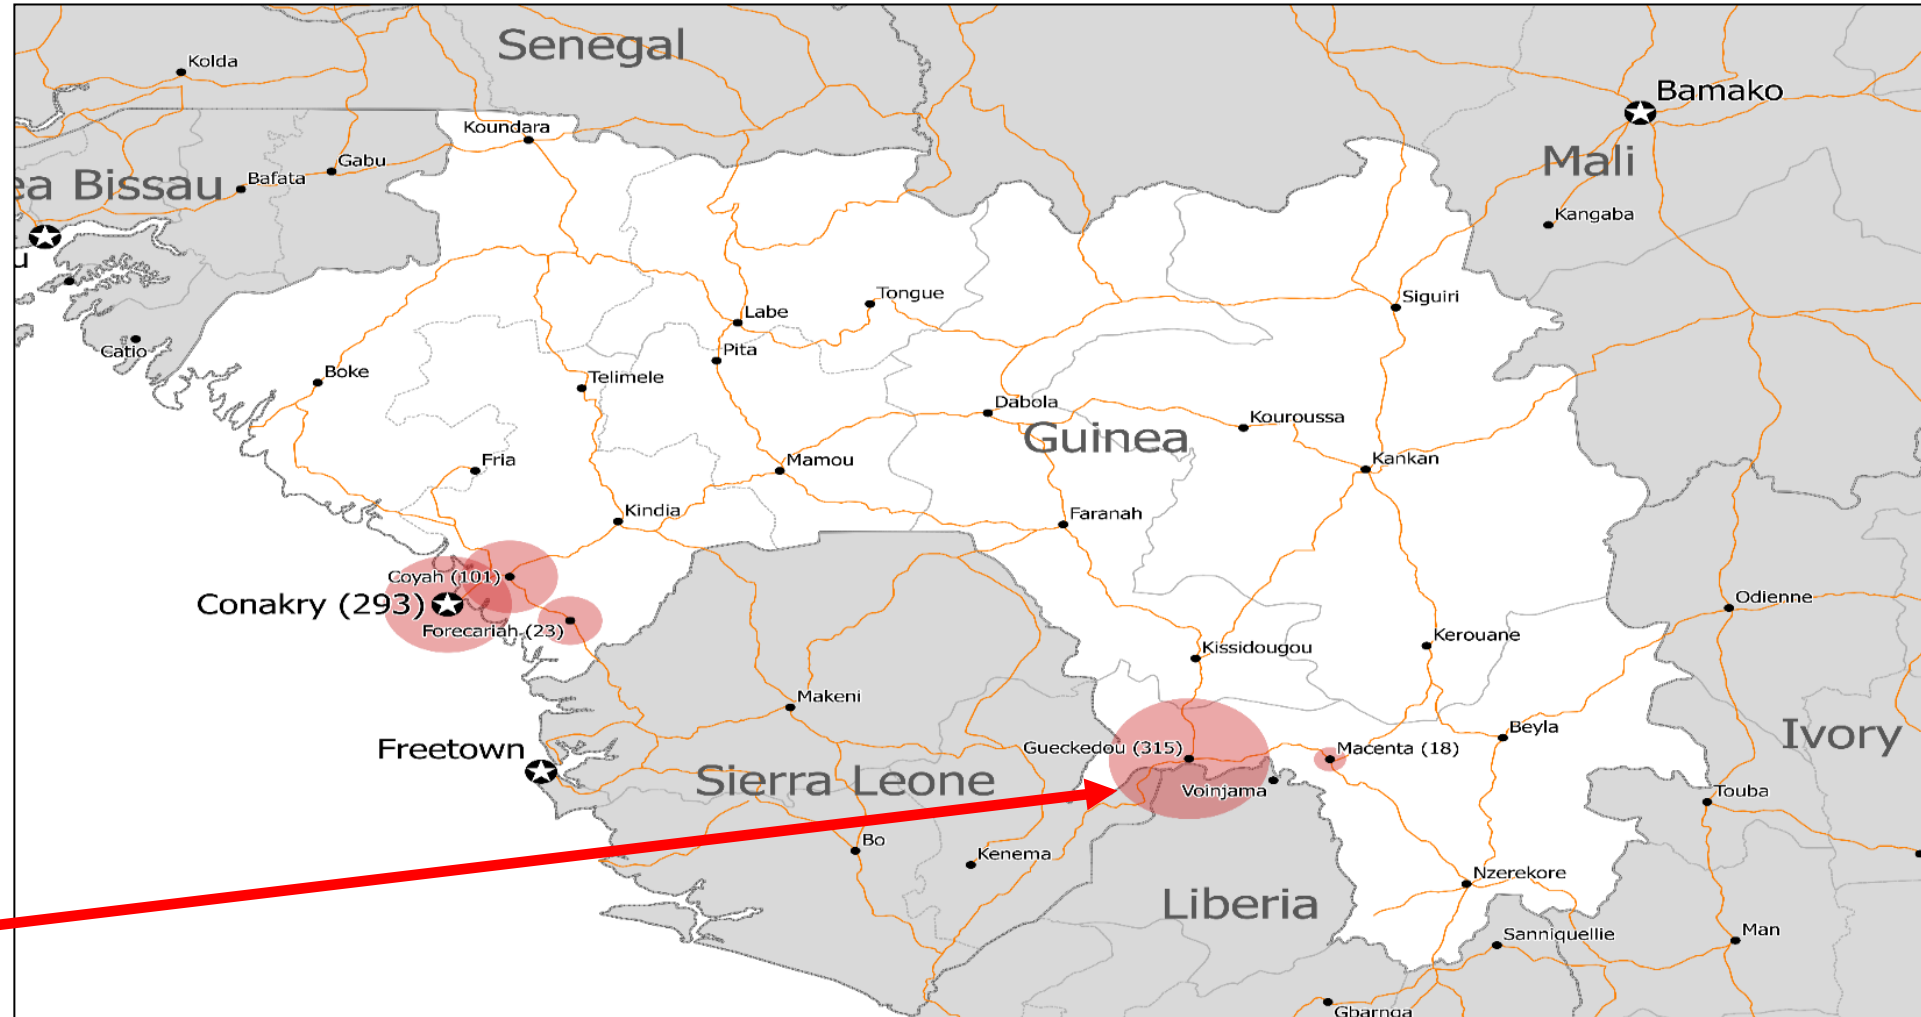 Senegal
Kolda
Bamako
Koundara
Mali
Gabu
Bafata
ea Bissau
Kangaba
u
Tongue
Siguiri
Labe
Catio
Pita
Boke
Telimele
Dabola
Kouroussa
Guinea
Fria
Mamou
Kankan
Kindia
Faranah
Coyah (101)
Conakry (293)
Forecariah (23)
Odienne
Kerouane
Kissidougou
Makeni
Beyla
Ivory
Freetown
Gueckedou (315)
Macenta (18)
Sierra Leone
Voinjama
Touba
Bo
Kenema
Nzerekore
Liberia
Sanniquellie
Man
Gbarnga